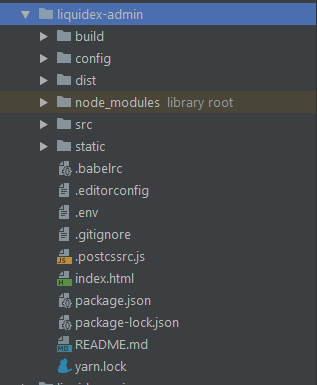 liquidex-admin
build
config
dist
node_modules library root
src
static
.babelrc
.editorconfig
.env
.gitignore
.postcssrc.js
index.html
package.json
package-lock.json
README.md
yarn.lock